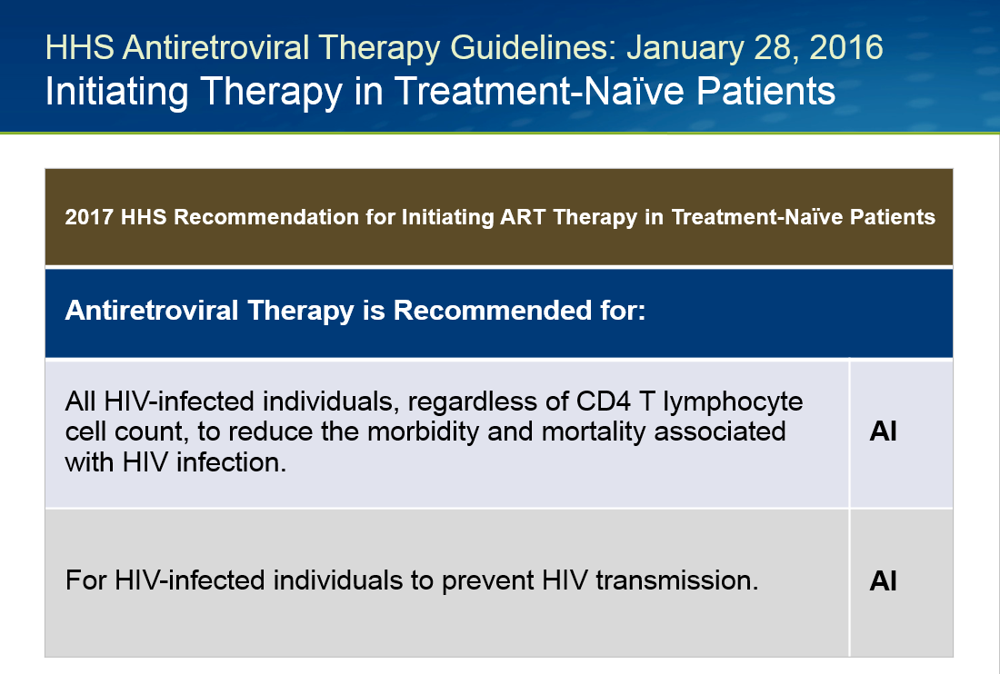 HHS Antiretroviral Therapy Guidelines: January 28, 2016
Initiating Therapy in Treatment-Naïve Patients
2017 HHS Recommendation for Initiating ART Therapy in Treatment-Naïve Patients
Antiretroviral Therapy is Recommended for:
All HIV-infected individuals, regardless of CD4 T lymphocyte
cell count, to reduce the morbidity and mortality associated
with HIV infection.
AI
For HIV-infected individuals to prevent HIV transmission.
AI